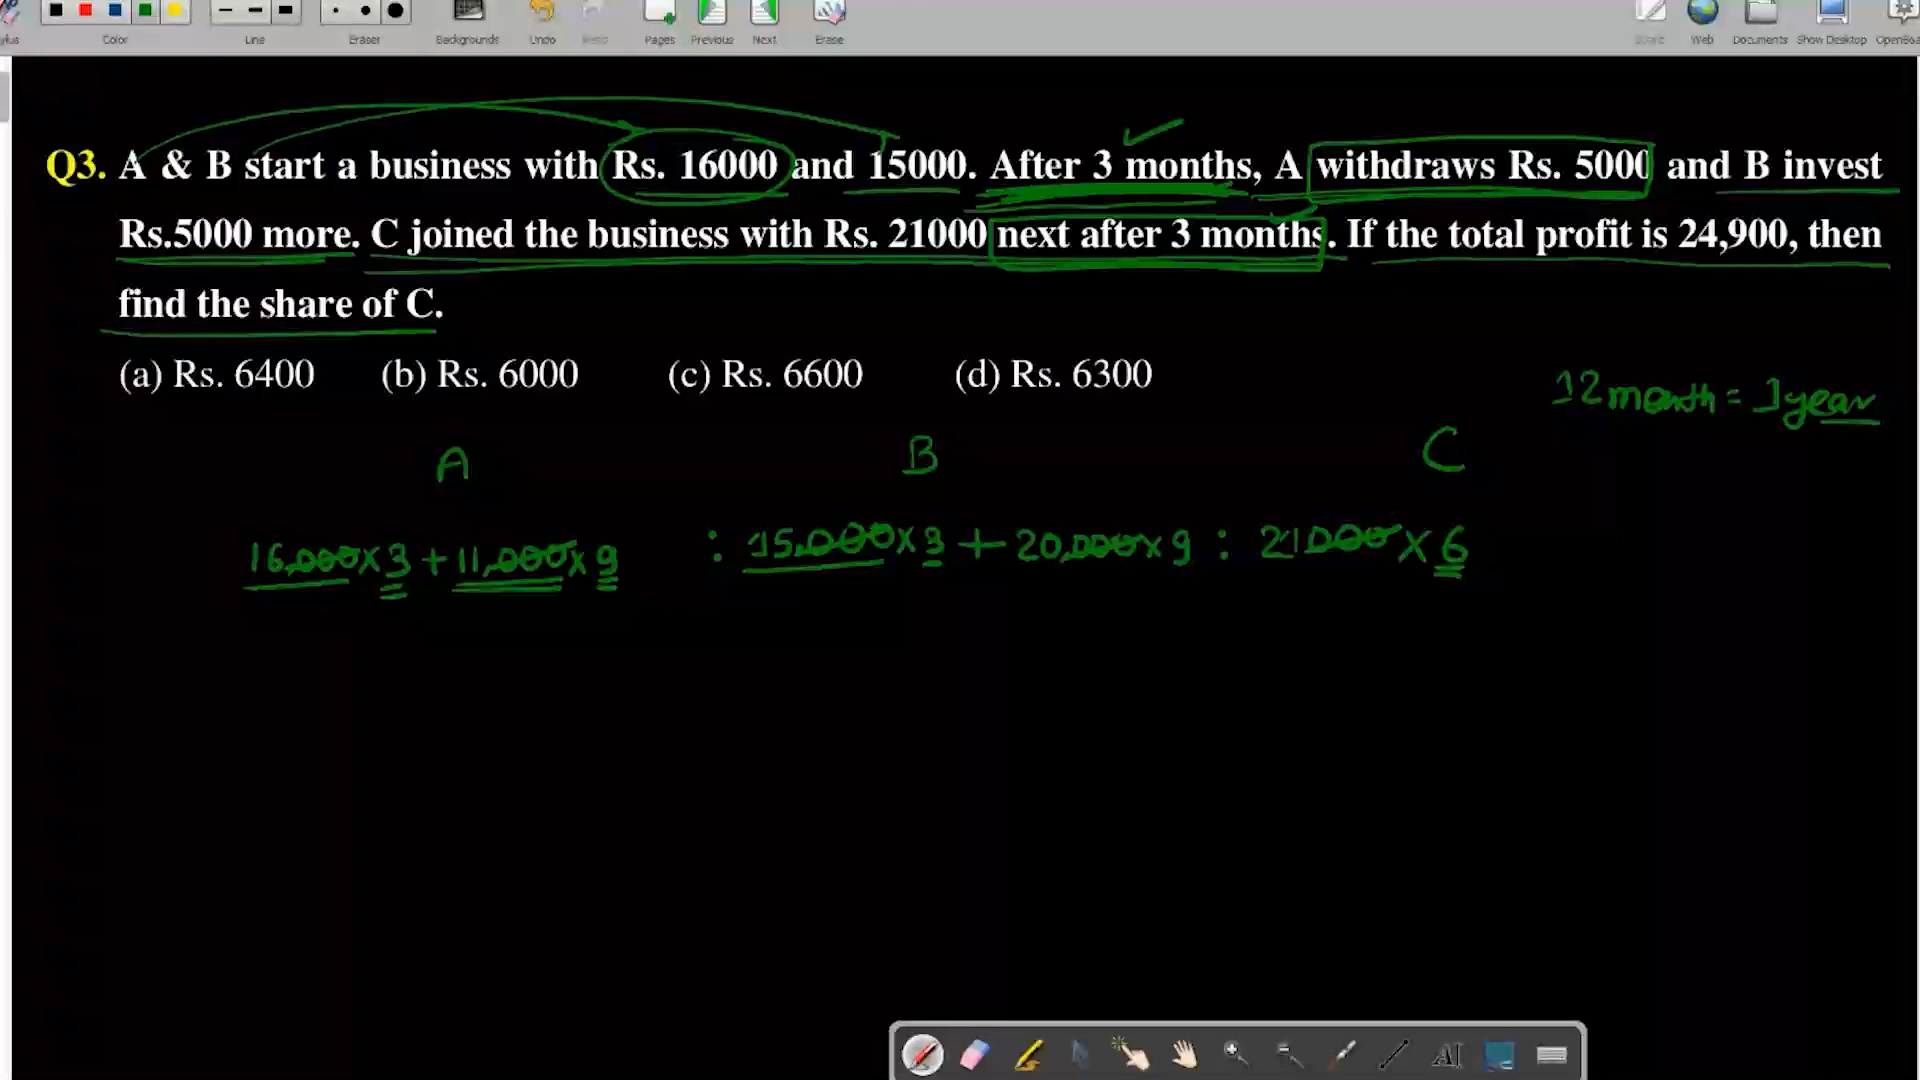 Color Line Eraser Backgrounds Undo Pages Previous Next Erase Web Documents Show Desktop OpenBoa
Q3. A & B start a business with Rs. 16000 and 15000. After 3 months, A withdraws Rs. 5000 and B invest
Rs.5000 more. C joined the business with Rs. 21000 next after 3 months. If the total profit is 24,900, then
find the share of C.
(a) Rs. 6400 (b) Rs. 6000 (c) Rs. 6600 (d) Rs. 6300
12 month = 1 year
A B C
16,000 x 3 + 11,000 x 9 : 15,000 x 3 + 20,000 x 9 : 21000 x 6
AI